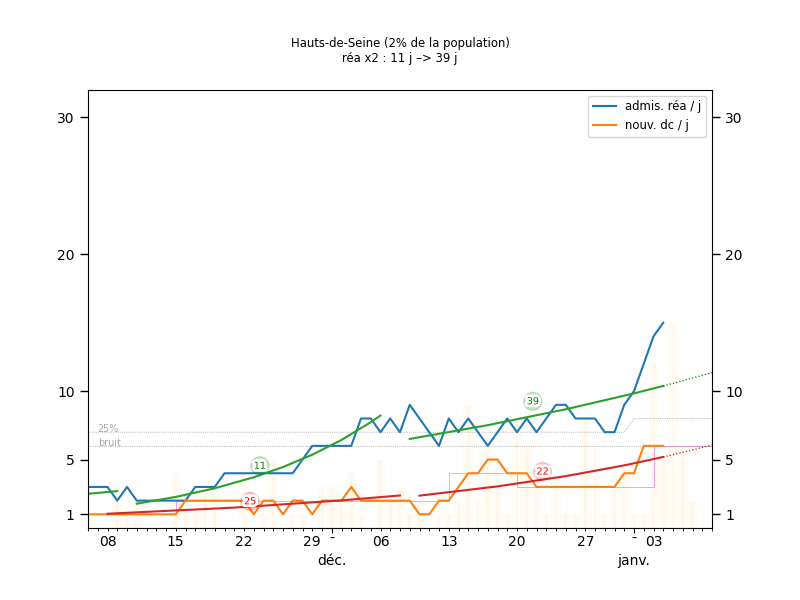 Hauts-de-Seine (2% de la population)
réa x2 : 11 j –> 39 j
admis. réa / j
nouv. dc / j
30 30
20 20
10 10
5 5
1 1
25%
bruit
11
25
39
22
08 15 22 29 - 06 13 20 27 - 03
déc. janv.